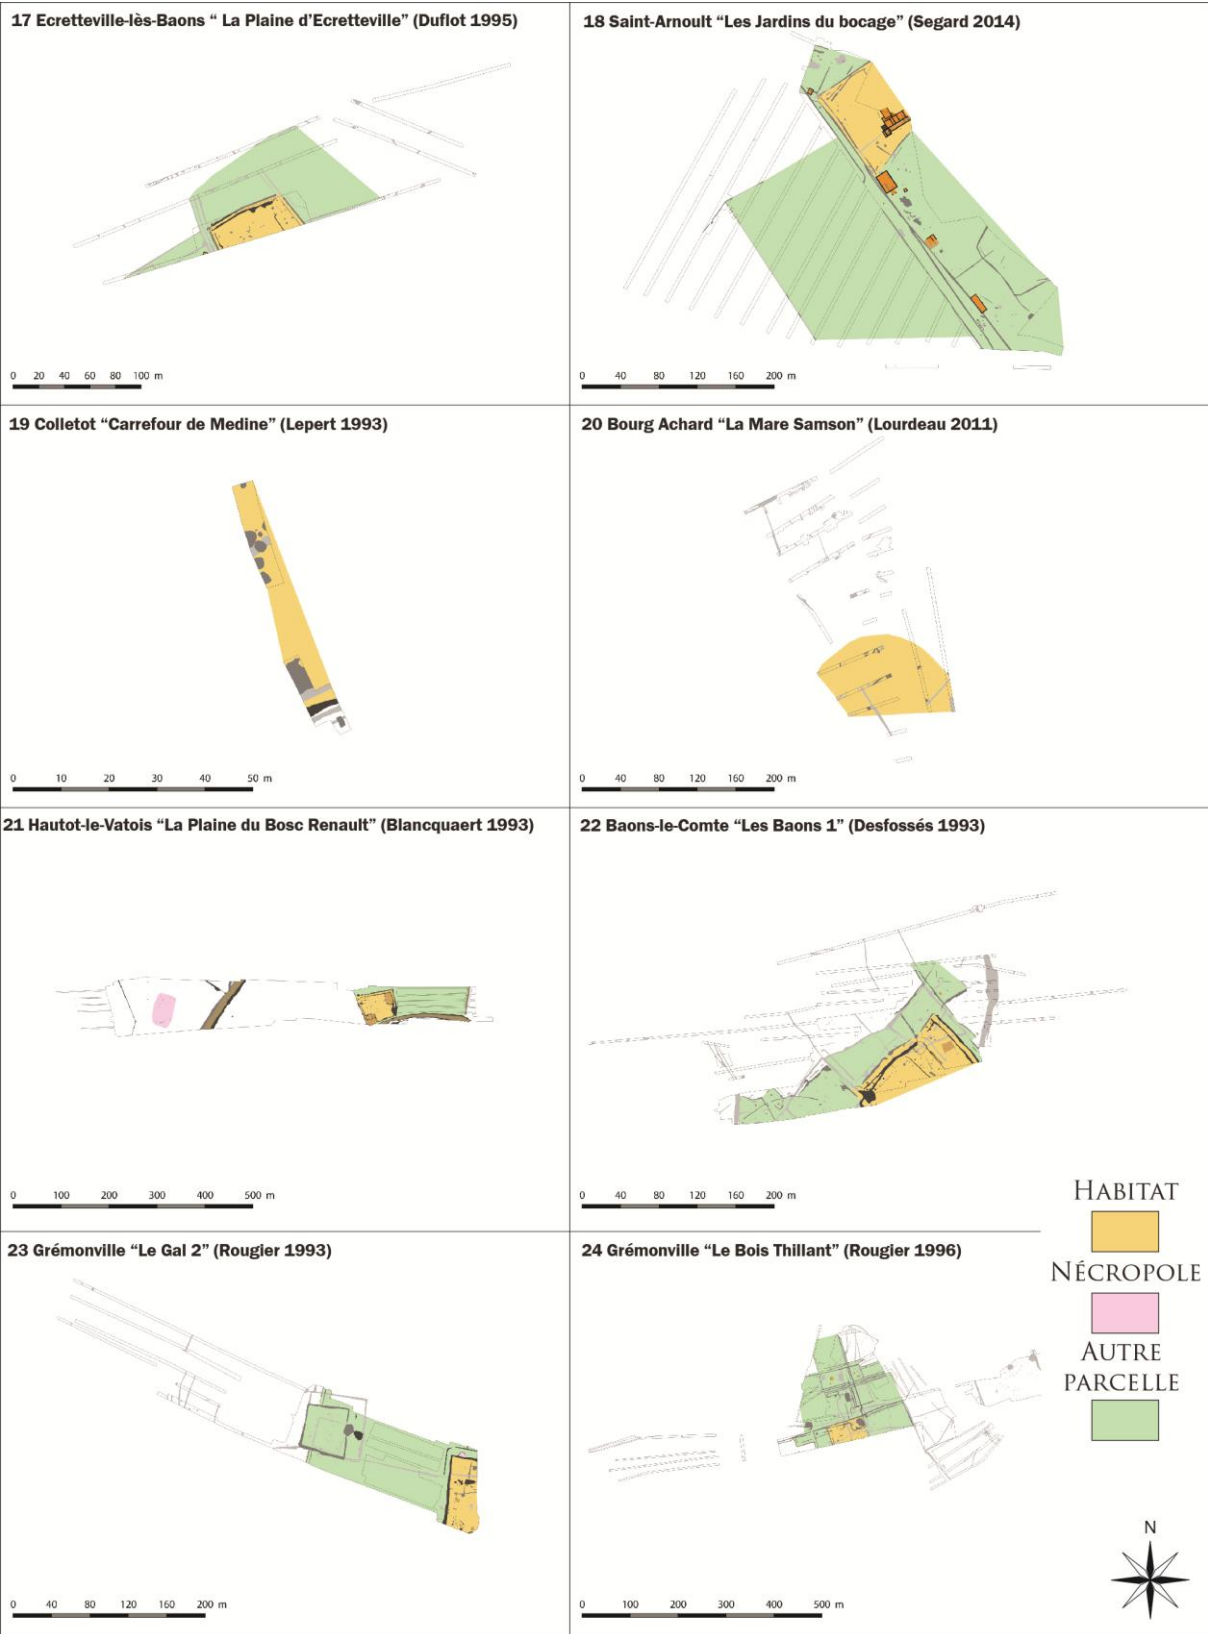 17 Ecretteville-lès-Baons “ La Plaine d’Ecretteville” (Duflot 1995)
0 20 40 60 80 100 m
18 Saint-Arnoult “Les Jardins du bocage” (Segard 2014)
0 40 80 120 160 200 m
19 Colletot “Carrefour de Medine” (Lepert 1993)
0 10 20 30 40 50 m
20 Bourg Achard “La Mare Samson” (Lourdeau 2011)
0 40 80 120 160 200 m
21 Hautot-le-Vatois “La Plaine du Bosc Renault” (Blancquaert 1993)
0 100 200 300 400 500 m
22 Baons-le-Comte “Les Baons 1” (Desfossés 1993)
0 40 80 120 160 200 m
23 Grémonville “Le Gal 2” (Rougier 1993)
0 40 80 120 160 200 m
24 Grémonville “Le Bois Thillant” (Rougier 1996)
0 100 200 300 400 500 m
HABITAT
NÉCROPOLE
AUTRE
PARCELLE
N